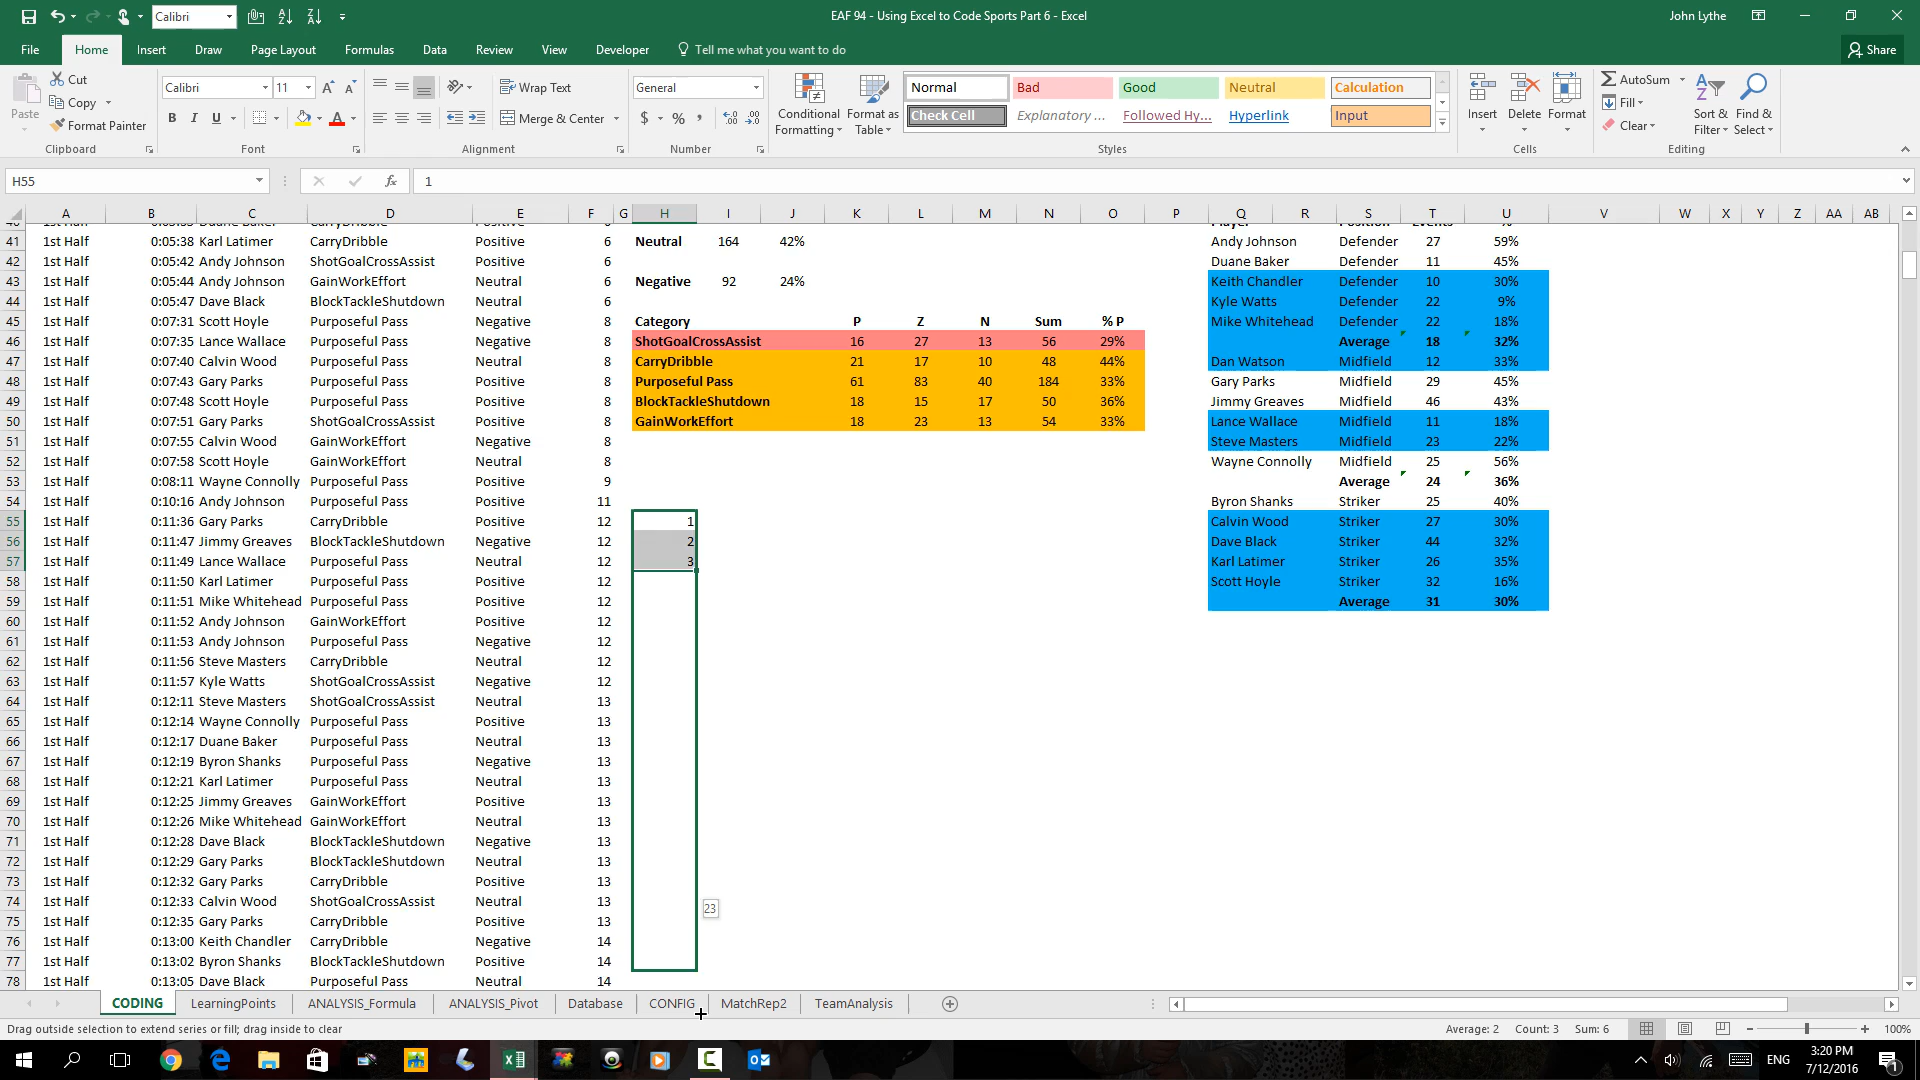 Calibri
EAF 94 - Using Excel to Code Sports Part 6 - Excel
John Lythe
File Home Insert Draw Page Layout Formulas Data Review View Developer Tell me what you want to do Share
Cut
Copy
Format Painter
Paste
Clipboard
Calibri 11
B I U
Font
Wrap Text
Merge & Center
Alignment
General
$ % ,
Number
Conditional Formatting
Format as Table
Normal Bad Good Neutral Calculation
Check Cell Explanatory ... Followed Hy... Hyperlink Input
Styles
Insert Delete Format
Cells
AutoSum
Fill
Clear
Sort & Filter
Find & Select
Editing
H55 fx 1
A B C D E F G H I J K L M N O P Q R S T U V W X Y Z AA AB
41 1st Half 0:05:38 Karl Latimer CarryDribble Positive 6 Neutral 164 42% Andy Johnson Defender 27 59%
42 1st Half 0:05:42 Andy Johnson ShotGoalCrossAssist Positive 6 Duane Baker Defender 11 45%
43 1st Half 0:05:44 Andy Johnson GainWorkEffort Neutral 6 Negative 92 24% Keith Chandler Defender 10 30%
44 1st Half 0:05:47 Dave Black BlockTackleShutdown Neutral 6 Kyle Watts Defender 22 9%
45 1st Half 0:07:31 Scott Hoyle Purposeful Pass Negative 8 Category P Z N Sum % P Mike Whitehead Defender 22 18%
46 1st Half 0:07:35 Lance Wallace Purposeful Pass Negative 8 ShotGoalCrossAssist 16 27 13 56 29% Average 18 32%
47 1st Half 0:07:40 Calvin Wood Purposeful Pass Neutral 8 CarryDribble 21 17 10 48 44% Dan Watson Midfield 12 33%
48 1st Half 0:07:43 Gary Parks Purposeful Pass Positive 8 Purposeful Pass 61 83 40 184 33% Gary Parks Midfield 29 45%
49 1st Half 0:07:48 Scott Hoyle Purposeful Pass Positive 8 BlockTackleShutdown 18 15 17 50 36% Jimmy Greaves Midfield 46 43%
50 1st Half 0:07:51 Gary Parks ShotGoalCrossAssist Positive 8 GainWorkEffort 18 23 13 54 33% Lance Wallace Midfield 11 18%
51 1st Half 0:07:55 Calvin Wood GainWorkEffort Negative 8 Steve Masters Midfield 23 22%
52 1st Half 0:07:58 Scott Hoyle GainWorkEffort Neutral 8 Wayne Connolly Midfield 25 56%
53 1st Half 0:08:11 Wayne Connolly Purposeful Pass Positive 9 Average 24 36%
54 1st Half 0:10:16 Andy Johnson Purposeful Pass Positive 11 Byron Shanks Striker 25 40%
55 1st Half 0:11:36 Gary Parks CarryDribble Positive 12 1 Calvin Wood Striker 27 30%
56 1st Half 0:11:47 Jimmy Greaves BlockTackleShutdown Negative 12 2 Dave Black Striker 44 32%
57 1st Half 0:11:49 Lance Wallace Purposeful Pass Neutral 12 3 Karl Latimer Striker 26 35%
58 1st Half 0:11:50 Karl Latimer Purposeful Pass Positive 12 Scott Hoyle Striker 32 16%
59 1st Half 0:11:51 Mike Whitehead Purposeful Pass Positive 12 Average 31 30%
60 1st Half 0:11:52 Andy Johnson GainWorkEffort Positive 12
61 1st Half 0:11:53 Andy Johnson Purposeful Pass Negative 12
62 1st Half 0:11:56 Steve Masters CarryDribble Neutral 12
63 1st Half 0:11:57 Kyle Watts ShotGoalCrossAssist Negative 12
64 1st Half 0:12:11 Steve Masters ShotGoalCrossAssist Neutral 13
65 1st Half 0:12:14 Wayne Connolly Purposeful Pass Positive 13
66 1st Half 0:12:17 Duane Baker Purposeful Pass Neutral 13
67 1st Half 0:12:19 Byron Shanks Purposeful Pass Negative 13
68 1st Half 0:12:21 Karl Latimer Purposeful Pass Neutral 13
69 1st Half 0:12:25 Jimmy Greaves GainWorkEffort Positive 13
70 1st Half 0:12:26 Mike Whitehead GainWorkEffort Neutral 13
71 1st Half 0:12:28 Dave Black BlockTackleShutdown Negative 13
72 1st Half 0:12:29 Gary Parks BlockTackleShutdown Neutral 13
73 1st Half 0:12:32 Gary Parks CarryDribble Positive 13
74 1st Half 0:12:33 Calvin Wood ShotGoalCrossAssist Neutral 13 23
75 1st Half 0:12:35 Gary Parks CarryDribble Positive 13
76 1st Half 0:13:00 Keith Chandler CarryDribble Negative 14
77 1st Half 0:13:02 Byron Shanks BlockTackleShutdown Positive 14
78 1st Half 0:13:05 Dave Black Purposeful Pass Neutral 14
CODING LearningPoints ANALYSIS_Formula ANALYSIS_Pivot Database CONFIG MatchRep2 TeamAnalysis
Drag outside selection to extend series or fill; drag inside to clear Average: 2 Count: 3 Sum: 6 100%
ENG 3:20 PM
7/12/2016 1